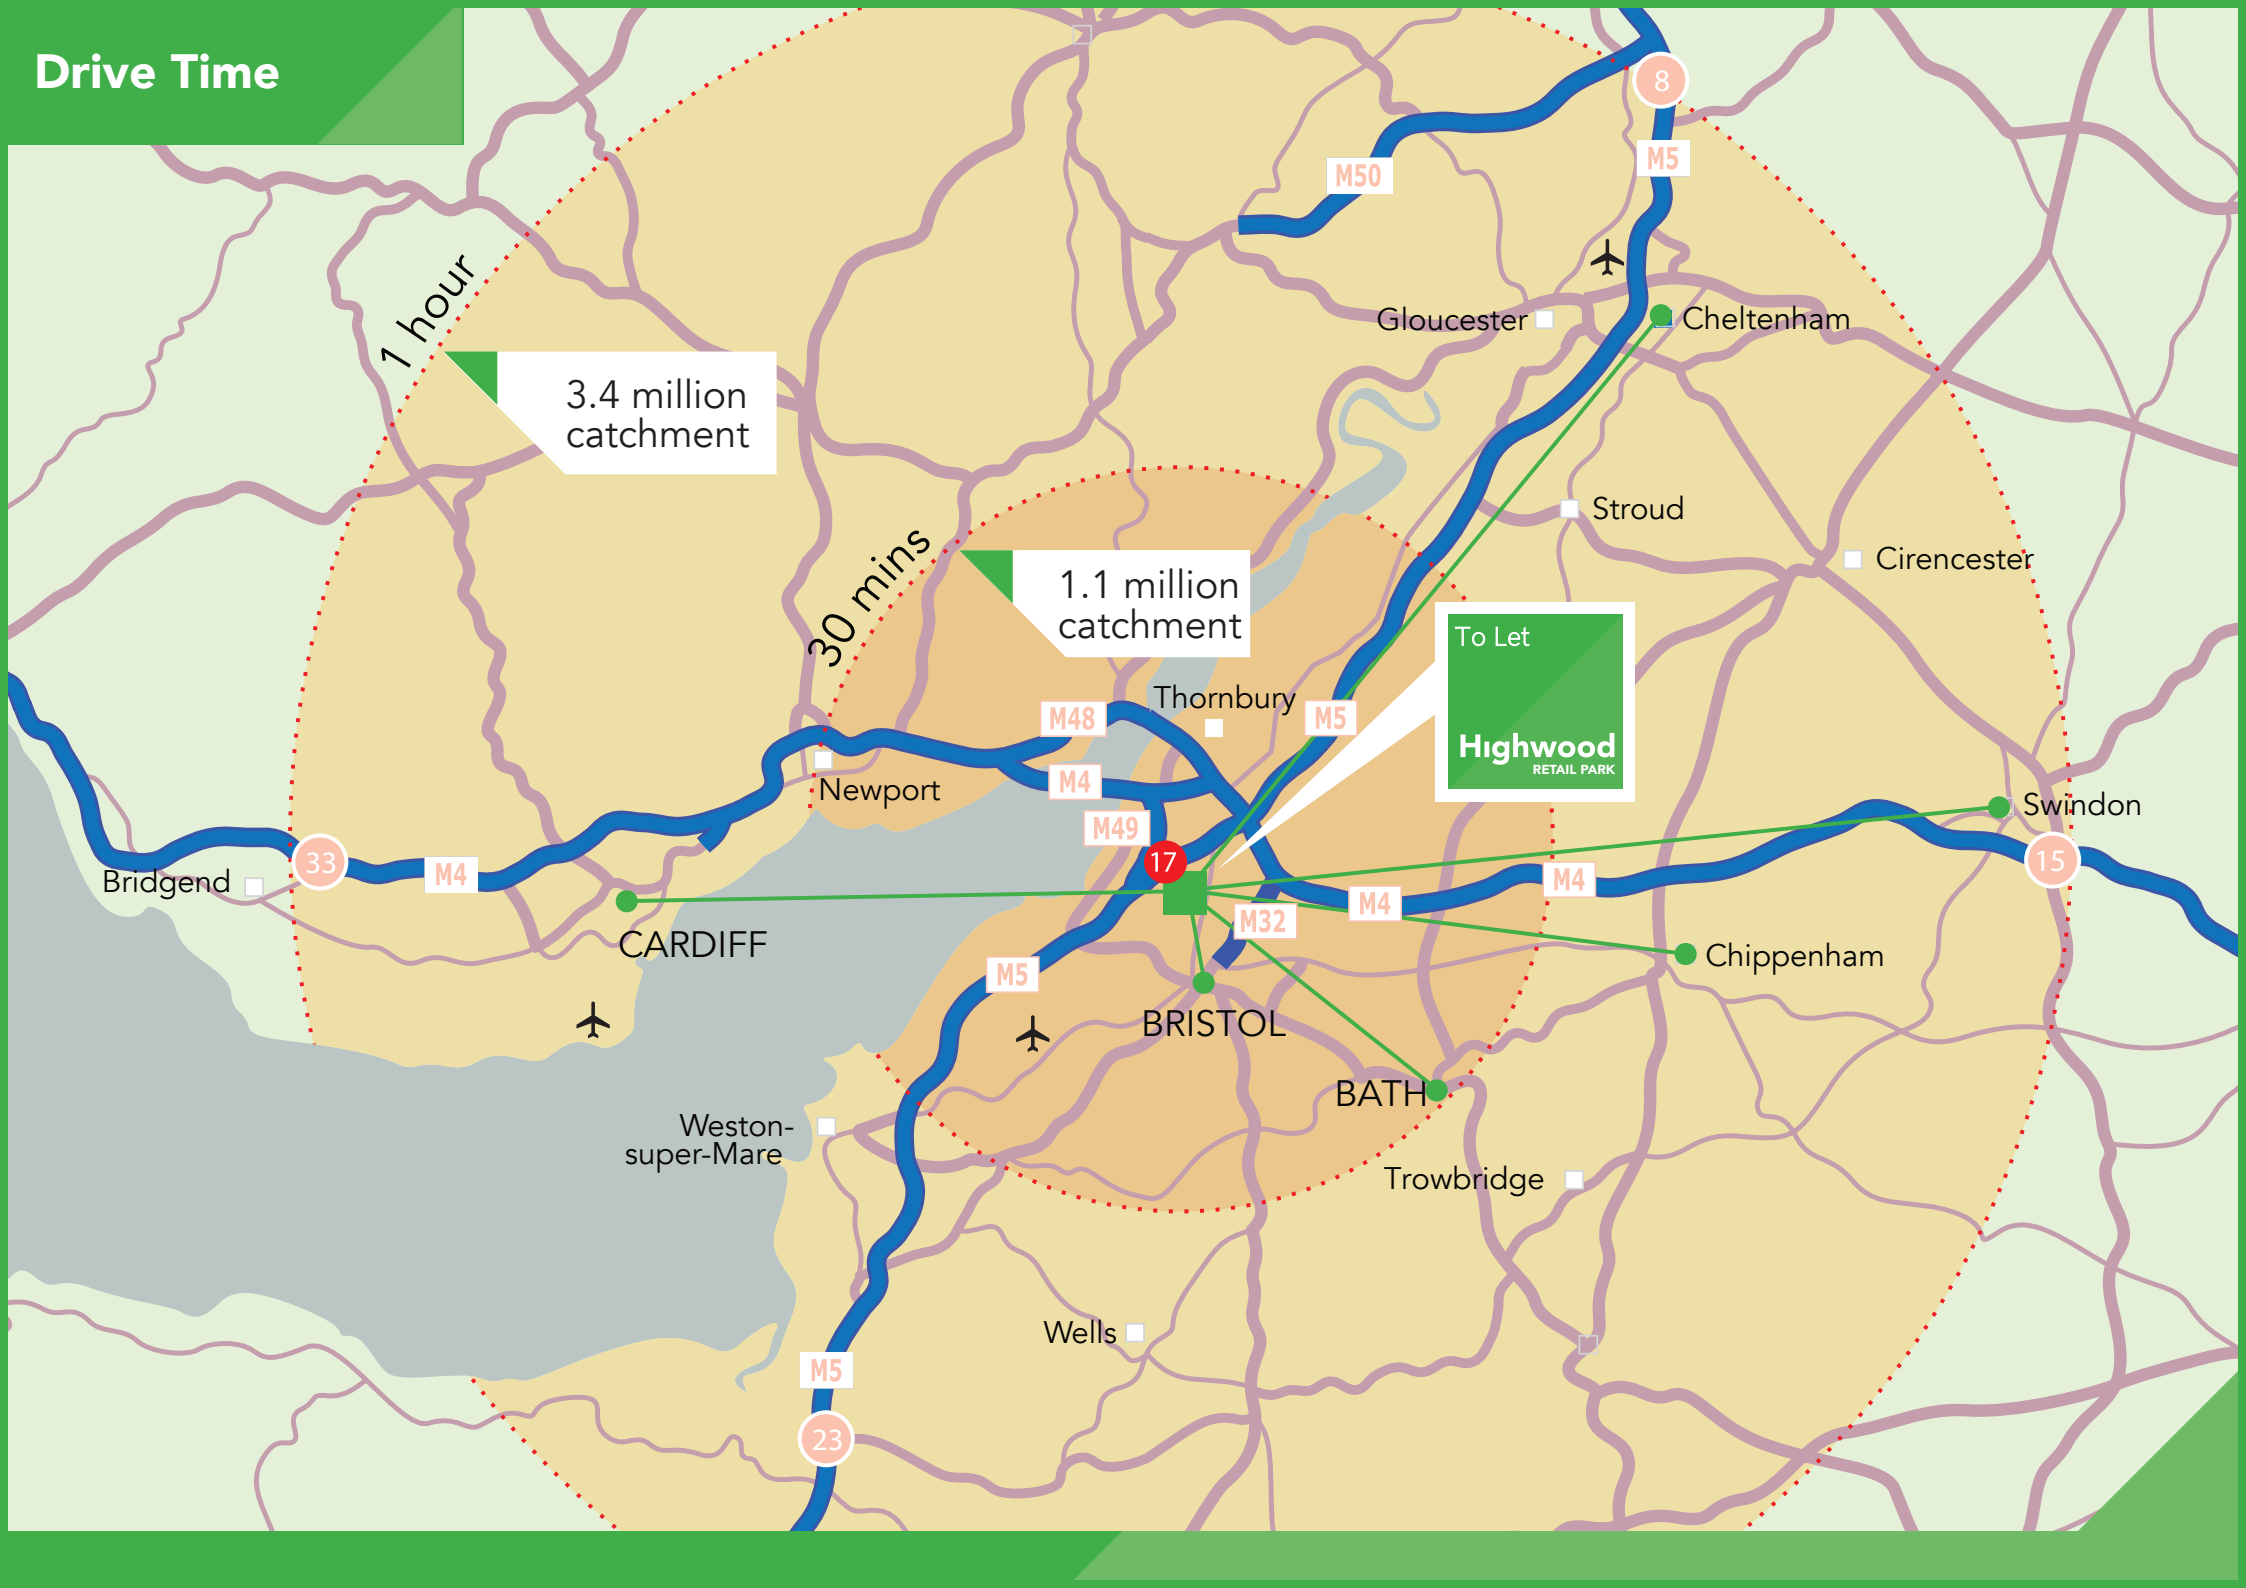 Drive Time
8
M5
M50
1 hour
Gloucester
Cheltenham
3.4 million
catchment
Stroud
Cirencester
30 mins
1.1 million
catchment
To Let
Highwood
RETAIL PARK
Thornbury
M48
M5
M4
Newport
M49
Swindon
33
17
15
M4
Bridgend
M4
M4
M32
CARDIFF
Chippenham
M5
BRISTOL
BATH
Weston-
super-Mare
Trowbridge
Wells
M5
23